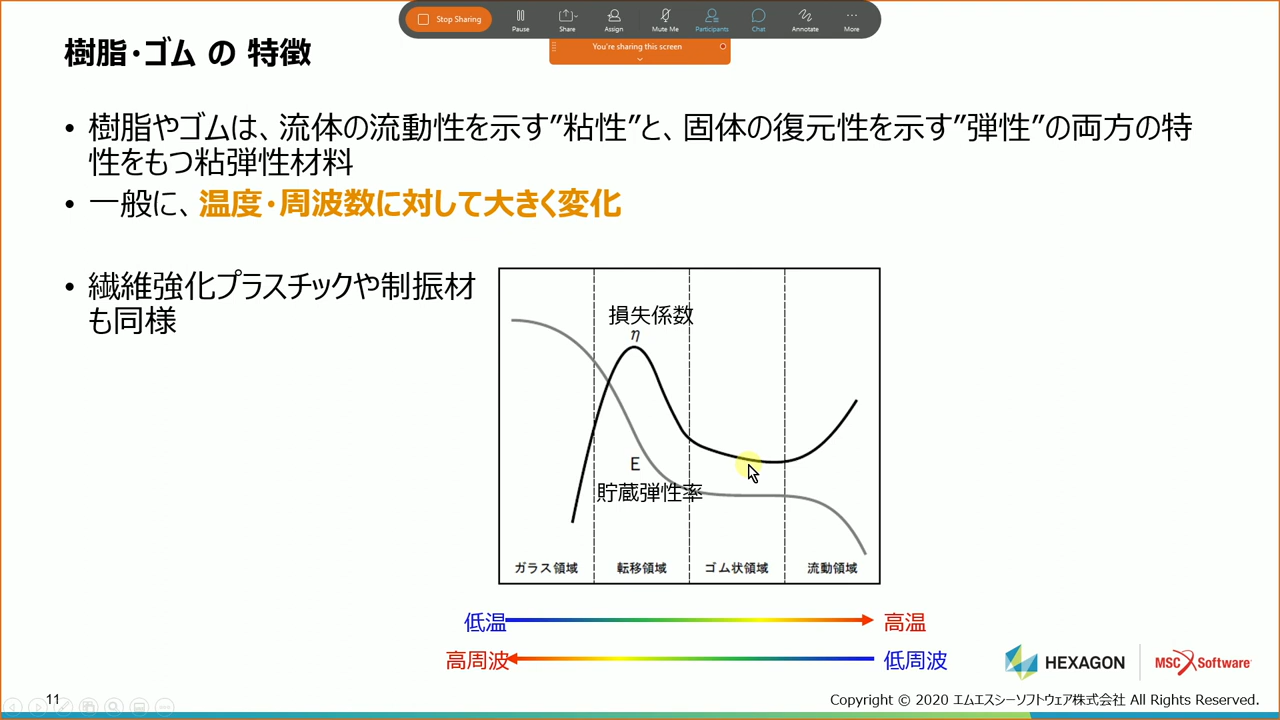 Stop Sharing
Pause
Share
Assign
Mute Me
Participants
Chat
Annotate
More
You're sharing this screen
樹脂・ゴム の 特徴
• 樹脂やゴムは、流体の流動性を示す”粘性”と、固体の復元性を示す”弾性”の両方の特
性をもつ粘弾性材料
• 一般に、温度・周波数に対して大きく変化
• 繊維強化プラスチックや制振材
も同様
損失係数
η
E
貯蔵弾性率
ガラス領域 転移領域 ゴム状領域 流動領域
低温 高温
高周波 低周波
HEXAGON MSC Software
11
Copyright © 2020 エムエスシーソフトウェア株式会社 All Rights Reserved.